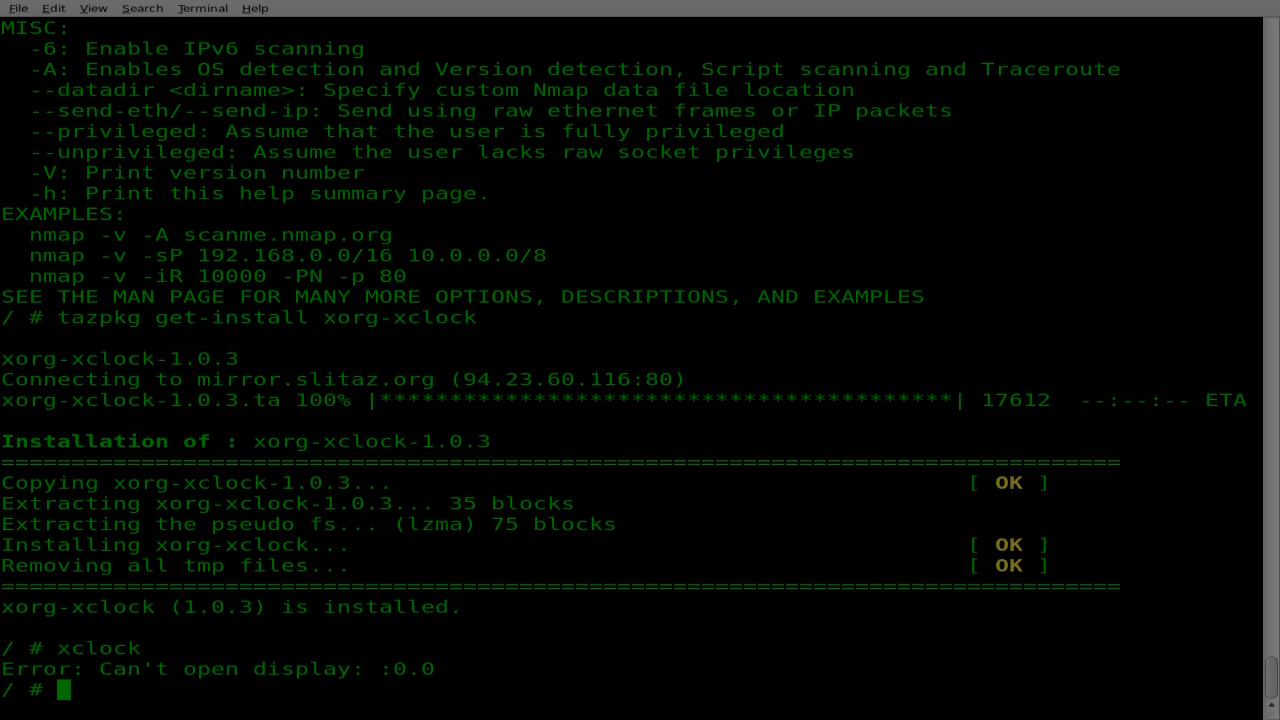 File Edit View Search Terminal Help
MISC:
  -6: Enable IPv6 scanning
  -A: Enables OS detection and Version detection, Script scanning and Traceroute
  --datadir <dirname>: Specify custom Nmap data file location
  --send-eth/--send-ip: Send using raw ethernet frames or IP packets
  --privileged: Assume that the user is fully privileged
  --unprivileged: Assume the user lacks raw socket privileges
  -V: Print version number
  -h: Print this help summary page.
EXAMPLES:
  nmap -v -A scanme.nmap.org
  nmap -v -sP 192.168.0.0/16 10.0.0.0/8
  nmap -v -iR 10000 -PN -p 80
SEE THE MAN PAGE FOR MANY MORE OPTIONS, DESCRIPTIONS, AND EXAMPLES
/ # tazpkg get-install xorg-xclock
xorg-xclock-1.0.3
Connecting to mirror.slitaz.org (94.23.60.116:80)
xorg-xclock-1.0.3.ta 100% |*****************************************| 17612  --:--:-- ETA
Installation of : xorg-xclock-1.0.3
================================================================================
Copying xorg-xclock-1.0.3... [ OK ]
Extracting xorg-xclock-1.0.3... 35 blocks
Extracting the pseudo fs... (lzma) 75 blocks
Installing xorg-xclock... [ OK ]
Removing all tmp files... [ OK ]
================================================================================
xorg-xclock (1.0.3) is installed.
/ # xclock
Error: Can't open display: :0.0
/ #